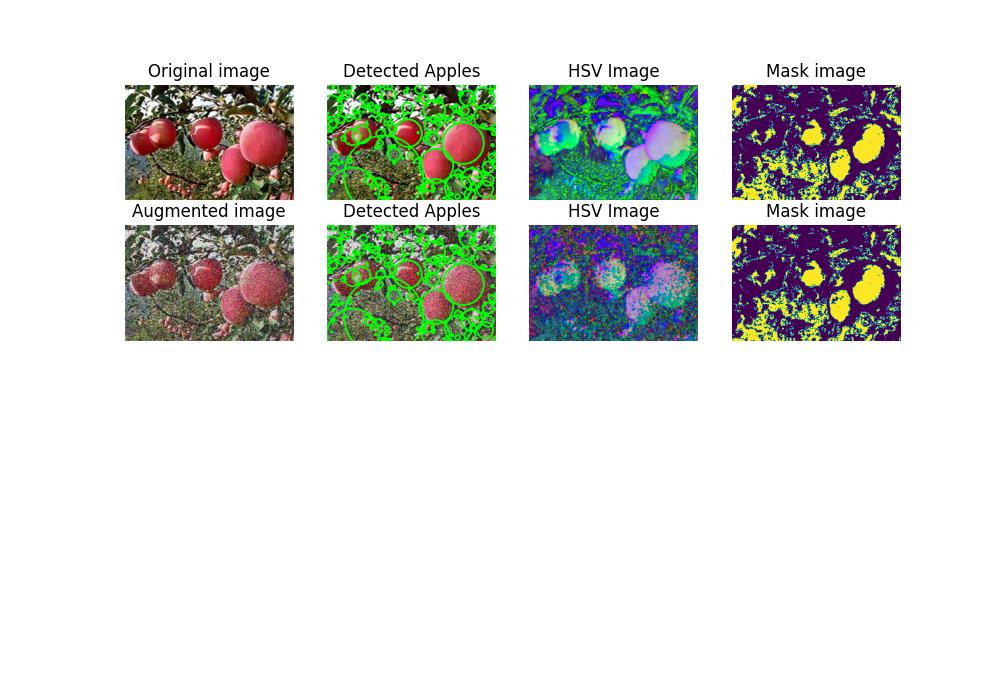 Original image
Detected Apples
HSV Image
Mask image
Augmented image
Detected Apples
HSV Image
Mask image